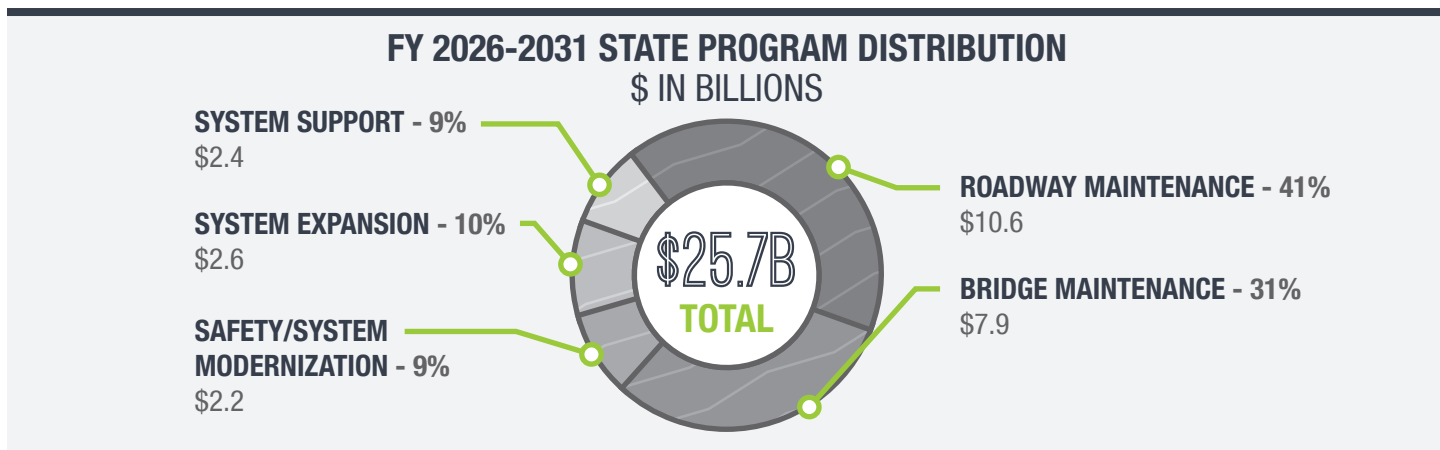 FY 2026-2031 STATE PROGRAM DISTRIBUTION
$ IN BILLIONS
SYSTEM SUPPORT - 9%
$2.4
SYSTEM EXPANSION - 10%
$2.6
SAFETY/SYSTEM
MODERNIZATION - 9%
$2.2
$25.7B
TOTAL
ROADWAY MAINTENANCE - 41%
$10.6
BRIDGE MAINTENANCE - 31%
$7.9